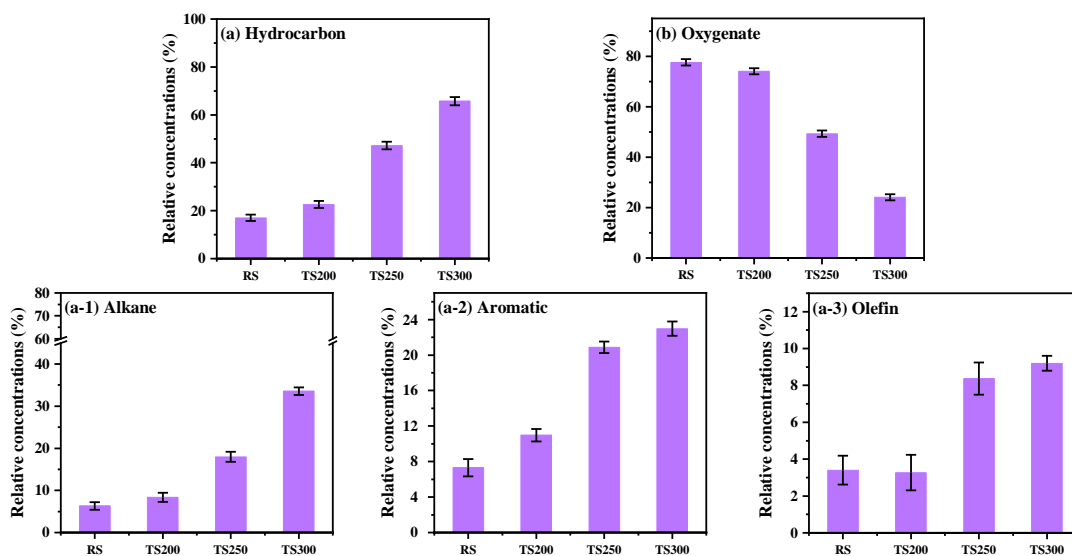 (a) Hydrocarbon
Relative concentrations (%)
100
80
60
40
20
0
RS TS200 TS250 TS300
(b) Oxygenate
Relative concentrations (%)
80
60
40
20
0
RS TS200 TS250 TS300
(a-1) Alkane
Relative concentrations (%)
80
70
60
40
30
20
10
0
RS TS200 TS250 TS300
(a-2) Aromatic
Relative concentrations (%)
24
20
16
12
8
4
0
RS TS200 TS250 TS300
(a-3) Olefin
Relative concentrations (%)
12
10
8
6
4
2
0
RS TS200 TS250 TS300